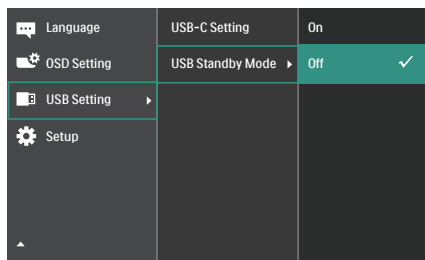 Language
OSD Setting
USB Setting
Setup
USB-C Setting
USB Standby Mode
On
Off